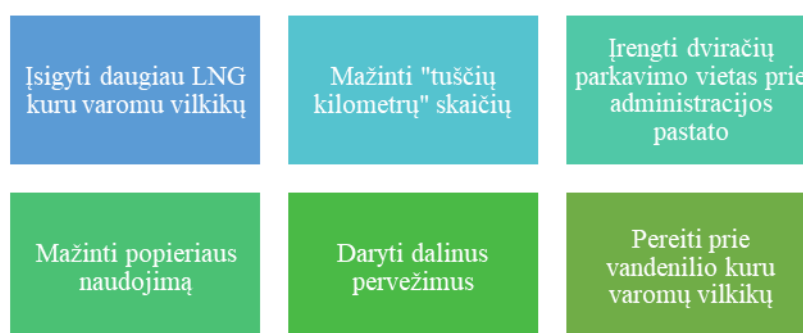 Įsigyti daugiau LNG
kuru varomu vilkikų
Mažinti "tuščių
kilometrų" skaičių
Įrengti dviračių
parkavimo vietas prie
administracijos
pastato
Mažinti popieriaus
naudojimą
Daryti dalinus
pervežimus
Pereiti prie
vandenilio kuru
varomų vilkikų